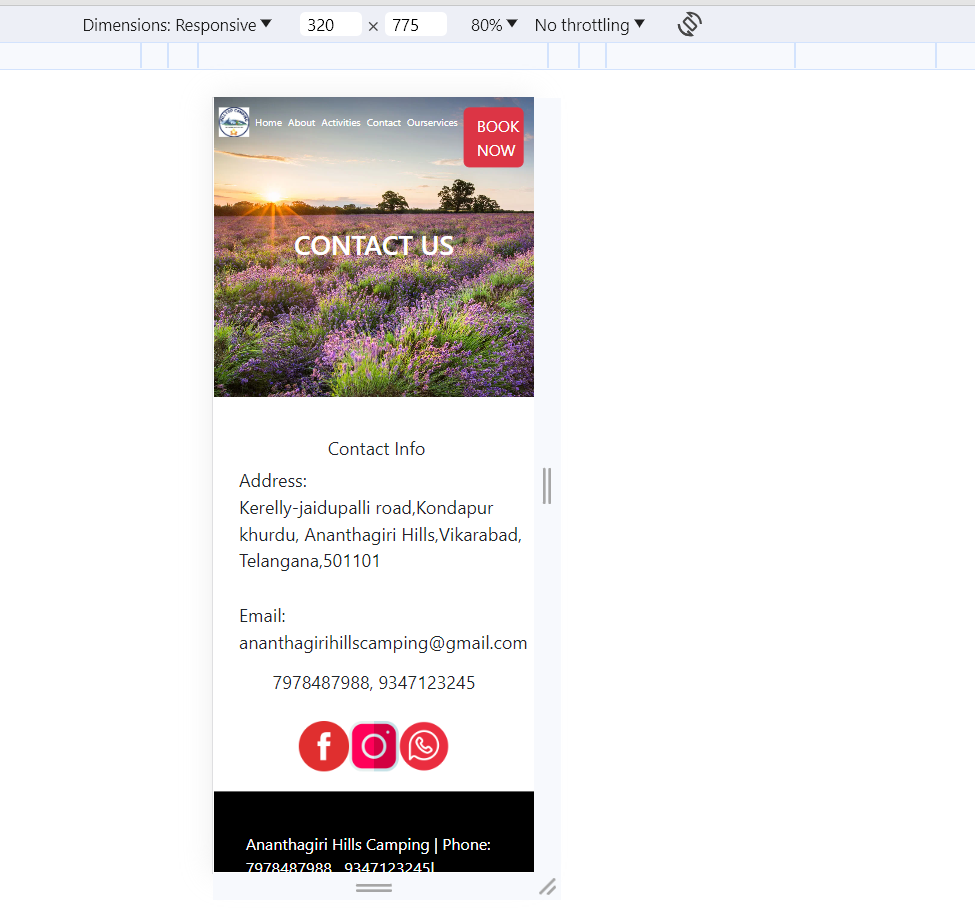 Dimensions: Responsive 320 × 775 80% No throttling
Home About Activities Contact Ourservices
BOOK
NOW
CONTACT US
Contact Info
Address:
Kerelly-jaidupalli road,Kondapur
khurdu, Ananthagiri Hills,Vikarabad,
Telangana,501101
Email:
ananthagirihillscamping@gmail.com
7978487988, 9347123245
Ananthagiri Hills Camping | Phone:
7978487988 , 9347123245|